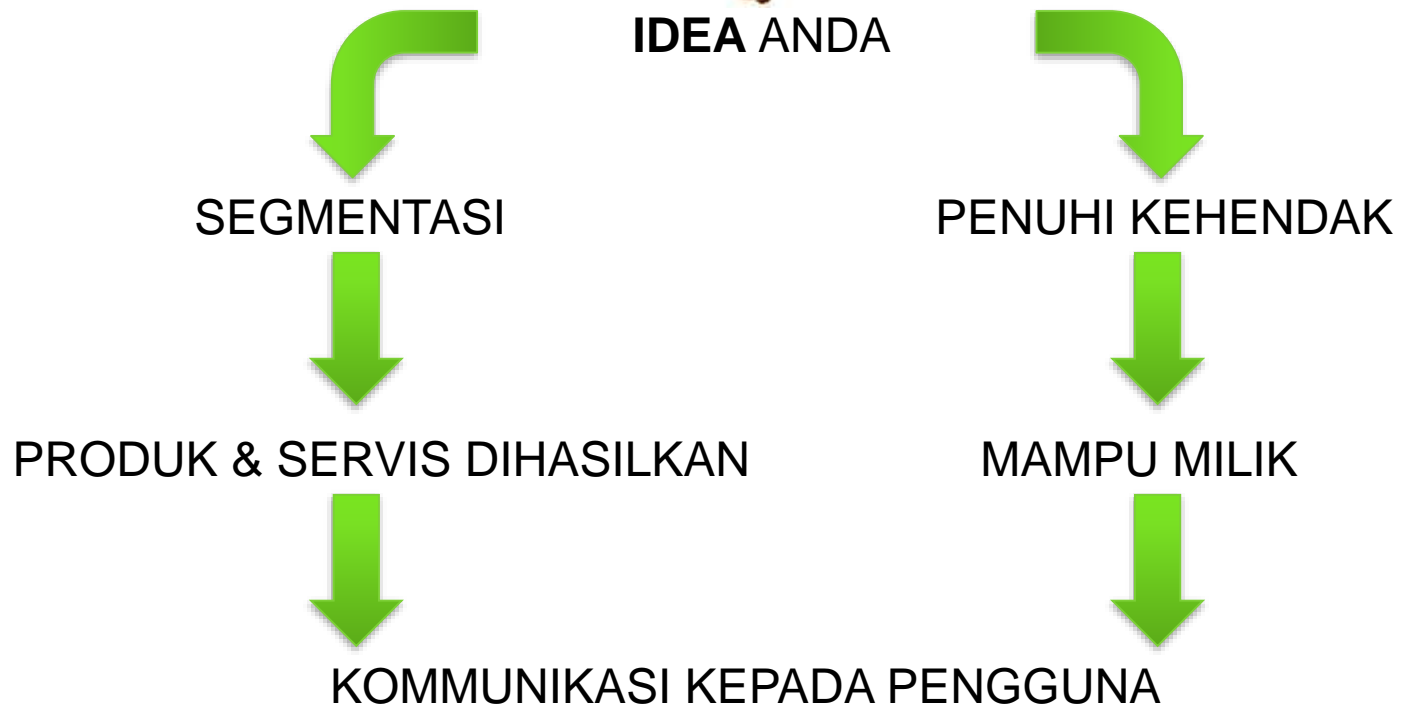 IDEA ANDA
SEGMENTASI
PENUHI KEHENDAK
PRODUK & SERVIS DIHASILKAN
MAMPU MILIK
KOMMUNIKASI KEPADA PENGGUNA